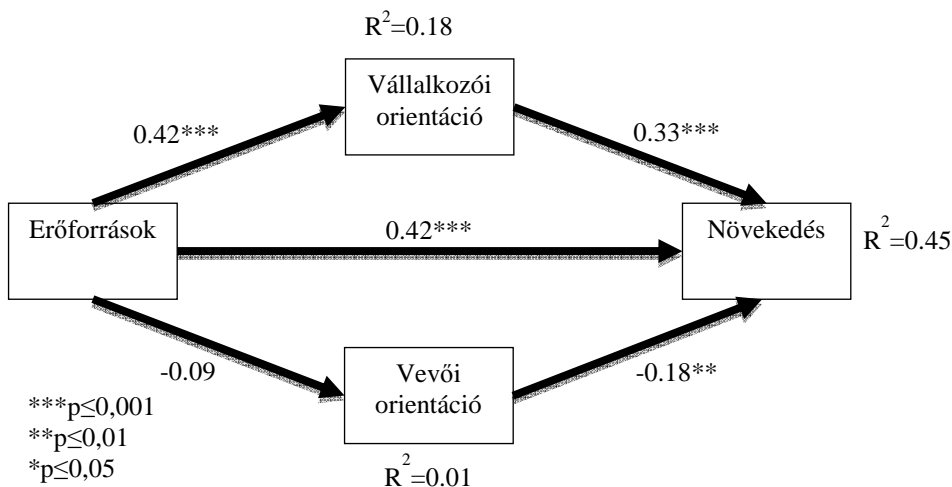 R²=0.18
Vállalkozói
orientáció
0.42***
0.33***
Erőforrások
0.42***
Növekedés
R²=0.45
-0.09
Vevői
orientáció
-0.18**
***p≤0,001
**p≤0,01
*p≤0,05
R²=0.01